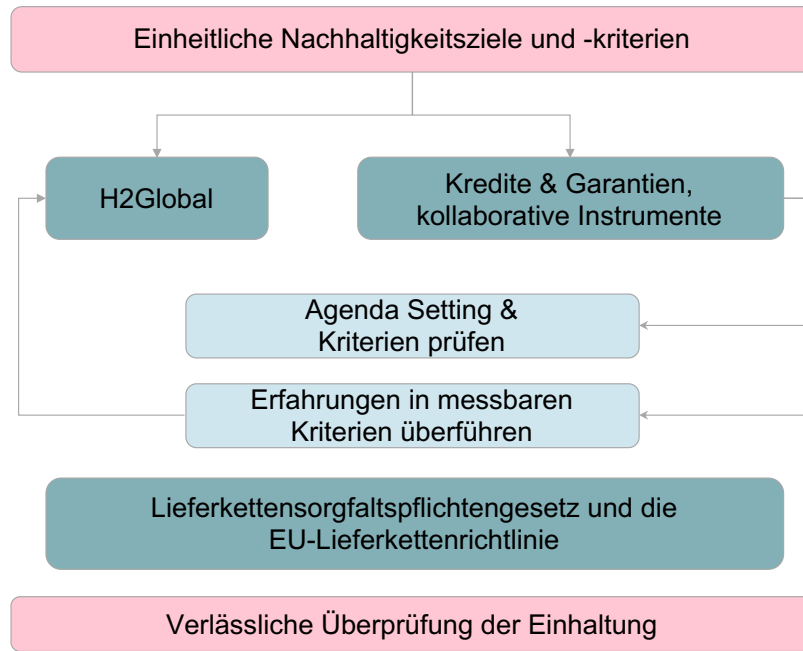 Einheitliche Nachhaltigkeitsziele und -kriterien
H2Global
Kredite & Garantien,
kollaborative Instrumente
Agenda Setting &
Kriterien prüfen
Erfahrungen in messbaren
Kriterien überführen
Lieferkettensorgfaltspflichtengesetz und die
EU-Lieferkettenrichtlinie
Verlässliche Überprüfung der Einhaltung